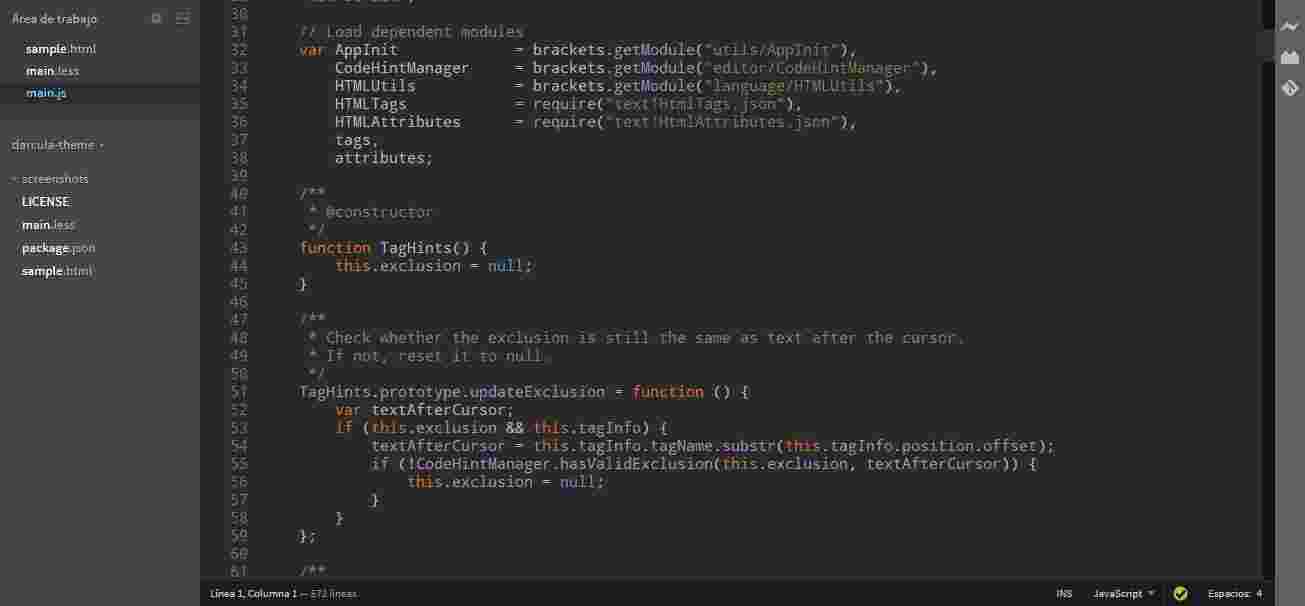 Área de trabajo
sample.html
main.less
main.js
darcula-theme
screenshots
LICENSE
main.less
package.json
sample.html
30
31 // Load dependent modules
32 var AppInit = brackets.getModule("utils/AppInit"),
33 CodeHintManager = brackets.getModule("editor/CodeHintManager"),
34 HTMLUtils = brackets.getModule("language/HTMLUtils"),
35 HTMLTags = require("text!HtmlTags.json"),
36 HTMLAttributes = require("text!HtmlAttributes.json"),
37 tags,
38 attributes;
39
40 /**
41 * @constructor
42 */
43 function TagHints() {
44 this.exclusion = null;
45 }
46
47 /**
48 * Check whether the exclusion is still the same as text after the cursor.
49 * If not, reset it to null.
50 */
51 TagHints.prototype.updateExclusion = function () {
52 var textAfterCursor;
53 if (this.exclusion && this.tagInfo) {
54 textAfterCursor = this.tagInfo.tagName.substr(this.tagInfo.position.offset);
55 if (!CodeHintManager.hasValidExclusion(this.exclusion, textAfterCursor)) {
56 this.exclusion = null;
57 }
58 }
59 };
60
61 /**
Línea 1, Columna 1 — 572 líneas
INS JavaScript Espacios: 4